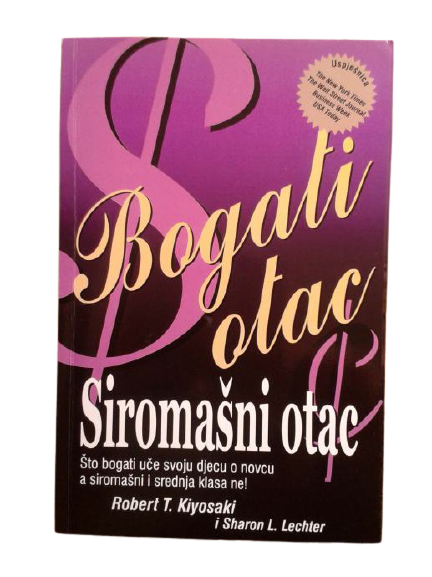 Uspješnica
The New York Times
The Wall Street Journal
Business Week
USA Today
Bogati
otac
Siromašni otac
Što bogati uče svoju djecu o novcu
a siromašni i srednja klasa ne!
Robert T. Kiyosaki
i Sharon L. Lechter